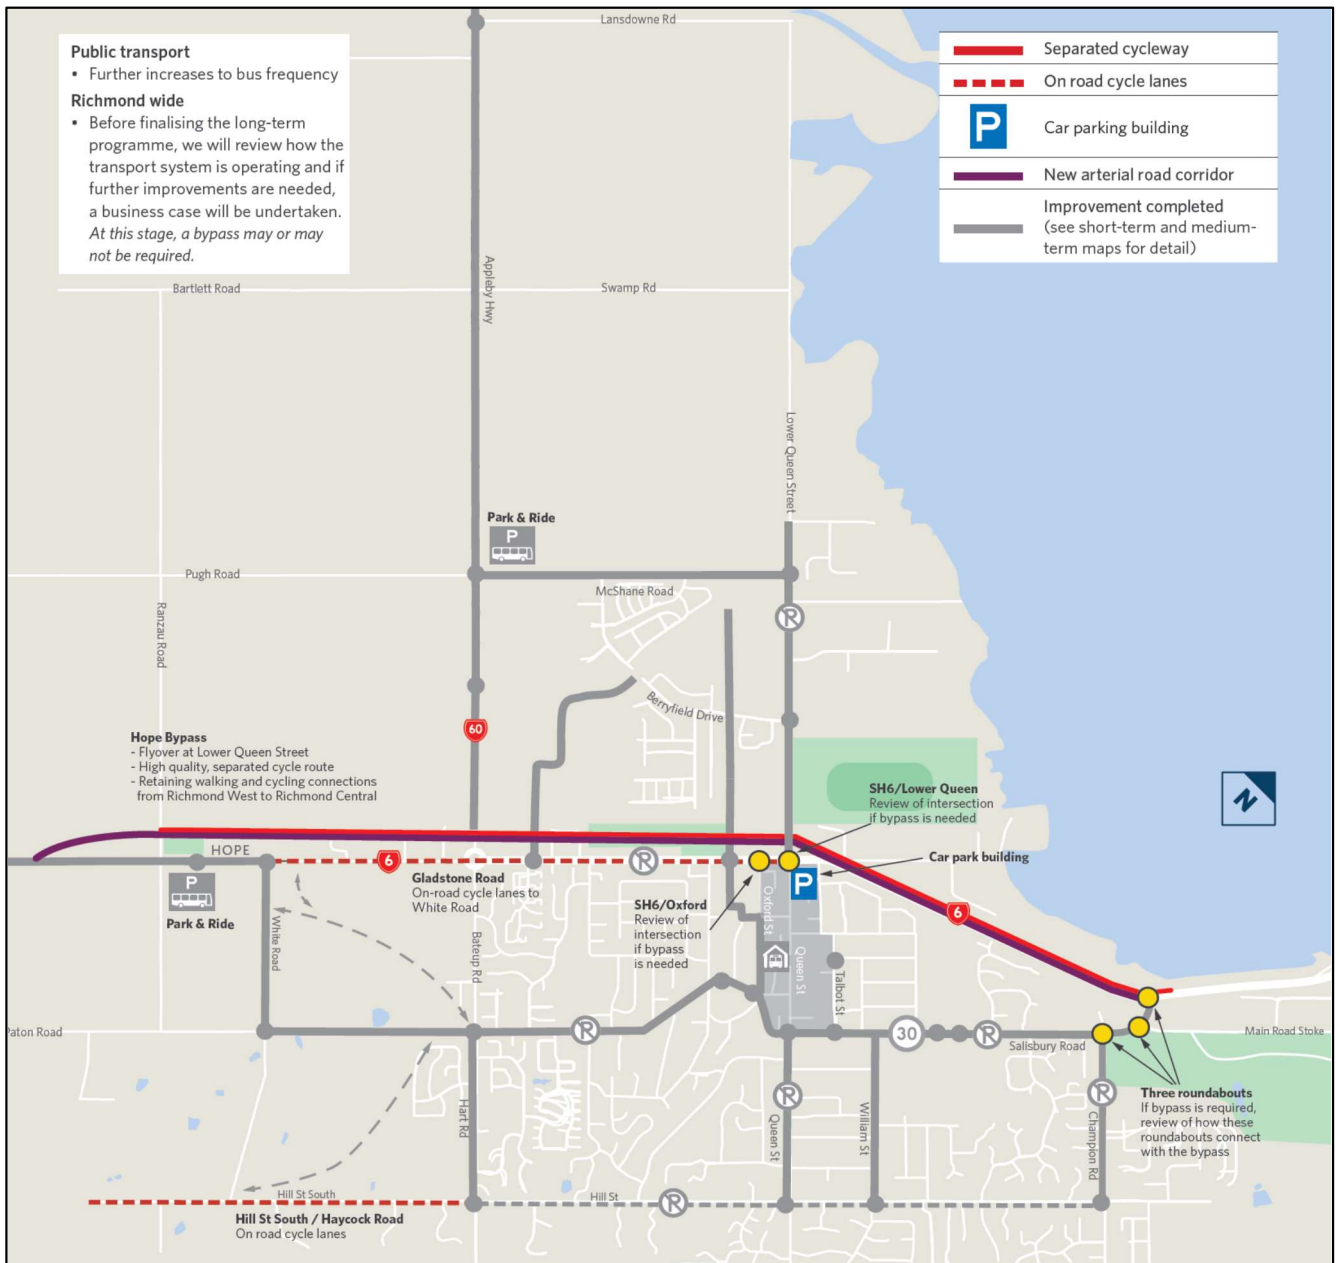 Public transport
• Further increases to bus frequency
Richmond wide
• Before finalising the long-term
programme, we will review how the
transport system is operating and if
further improvements are needed,
a business case will be undertaken.
At this stage, a bypass may or may
not be required.
Separated cycleway
On road cycle lanes
P
Car parking building
New arterial road corridor
Improvement completed
(see short-term and medium-
term maps for detail)
Lansdowne Rd
Bartlett Road
Appleby Hwy
Swamp Rd
Lower Queen Street
Park & Ride
P
Pugh Road
McShane Road
P
Ranzau Road
Berryfield Drive
60
Hope Bypass
- Flyover at Lower Queen Street
- High quality, separated cycle route
- Retaining walking and cycling connections
from Richmond West to Richmond Central
N
SH6/Lower Queen
Review of intersection
if bypass is needed
HOPE
6
P
Car park building
P
Park & Ride
Gladstone Road
On-road cycle lanes to
White Road
SH6/Oxford
Review of
intersection
if bypass
is needed
Oxford St
P
6
White Road
Bateup Rd
Queen St
Talbot St
Paton Road
P
30
P
Salisbury Road
Main Road Stoke
Hart Rd
P
Queen St
William St
P
Champion Rd
Three roundabouts
If bypass is required,
review of how these
roundabouts connect
with the bypass
Hill St South
Hill St
P
Hill St South / Haycock Road
On road cycle lanes